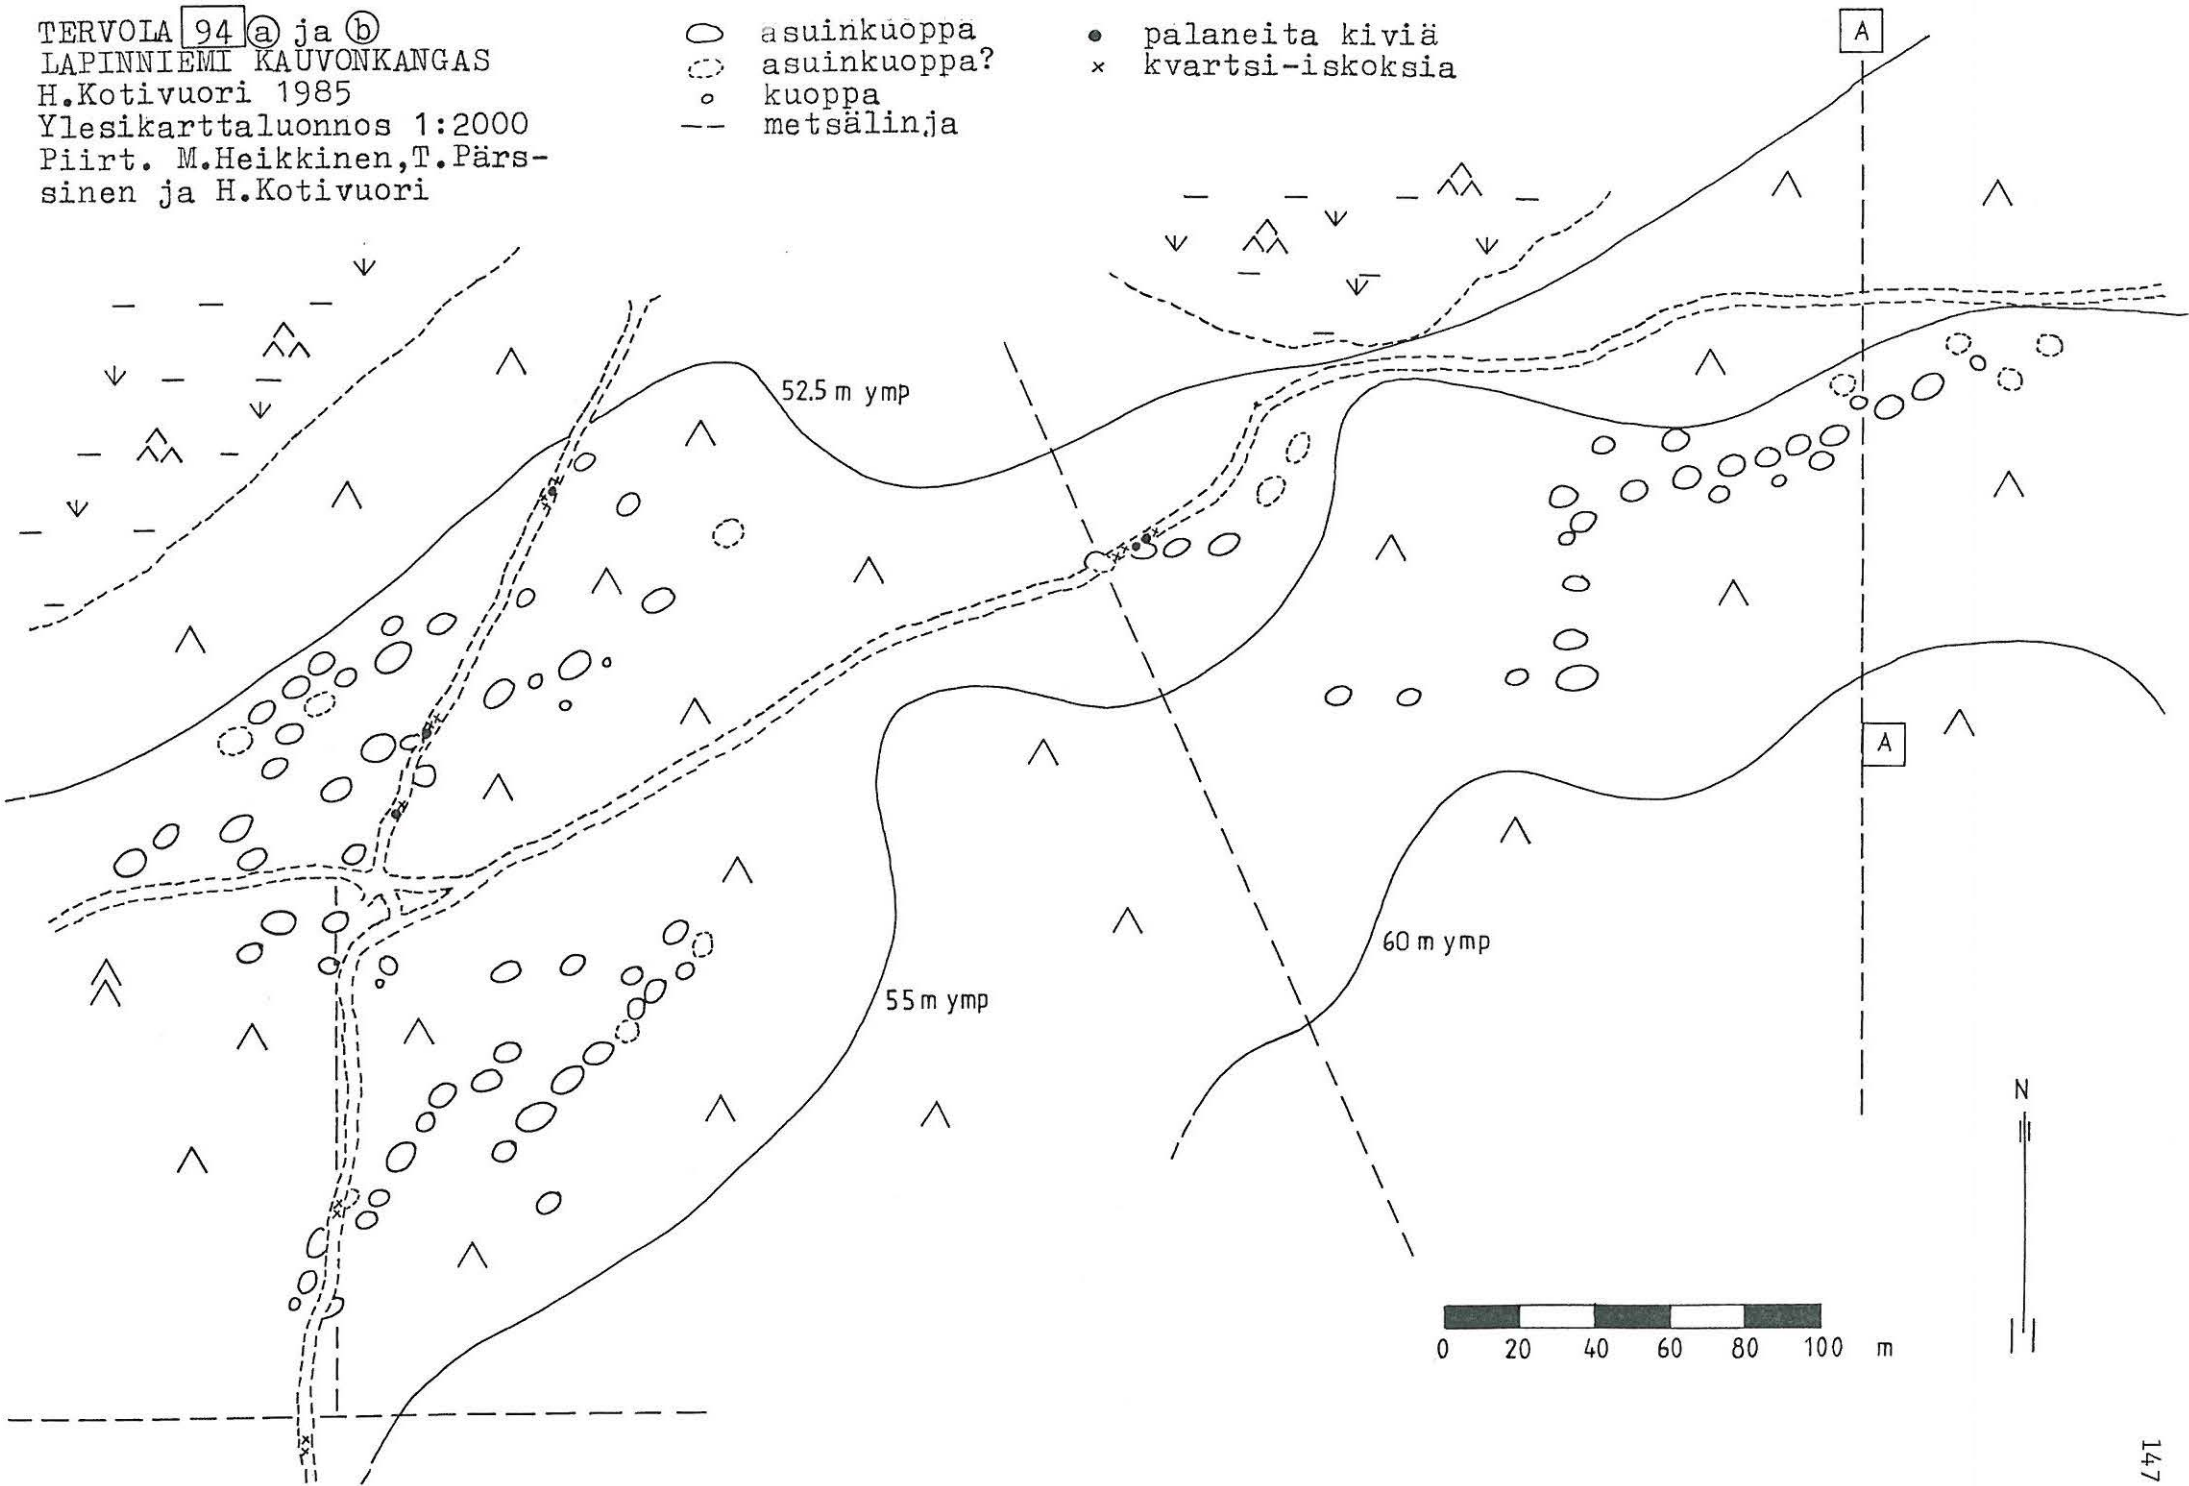 TERVOLA 94 a ja b
LAPINNIEMI KAUVONKANGAS
H.Kotivuori 1985
Ylesikarttaluonnos 1:2000
Piirt. M.Heikkinen,T.Pärs-
sinen ja H.Kotivuori
asuinkuoppa
asuinkuoppa?
kuoppa
metsälinja
palaneita kiviä
kvartsi-iskoksia
A
52.5 m ymp
A
60 m ymp
55 m ymp
N
0 20 40 60 80 100 m
147